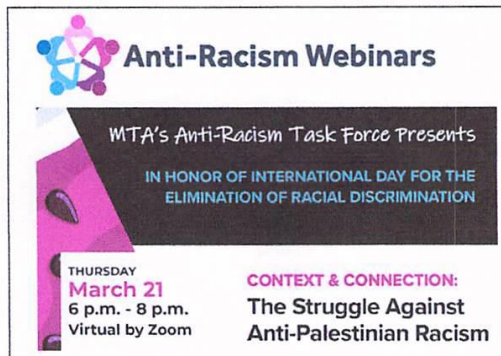 Anti-Racism Webinars
MTA's Anti-Racism Task Force Presents
IN HONOR OF INTERNATIONAL DAY FOR THE
ELIMINATION OF RACIAL DISCRIMINATION
THURSDAY
March 21
6 p.m. - 8 p.m.
Virtual by Zoom
CONTEXT & CONNECTION:
The Struggle Against
Anti-Palestinian Racism